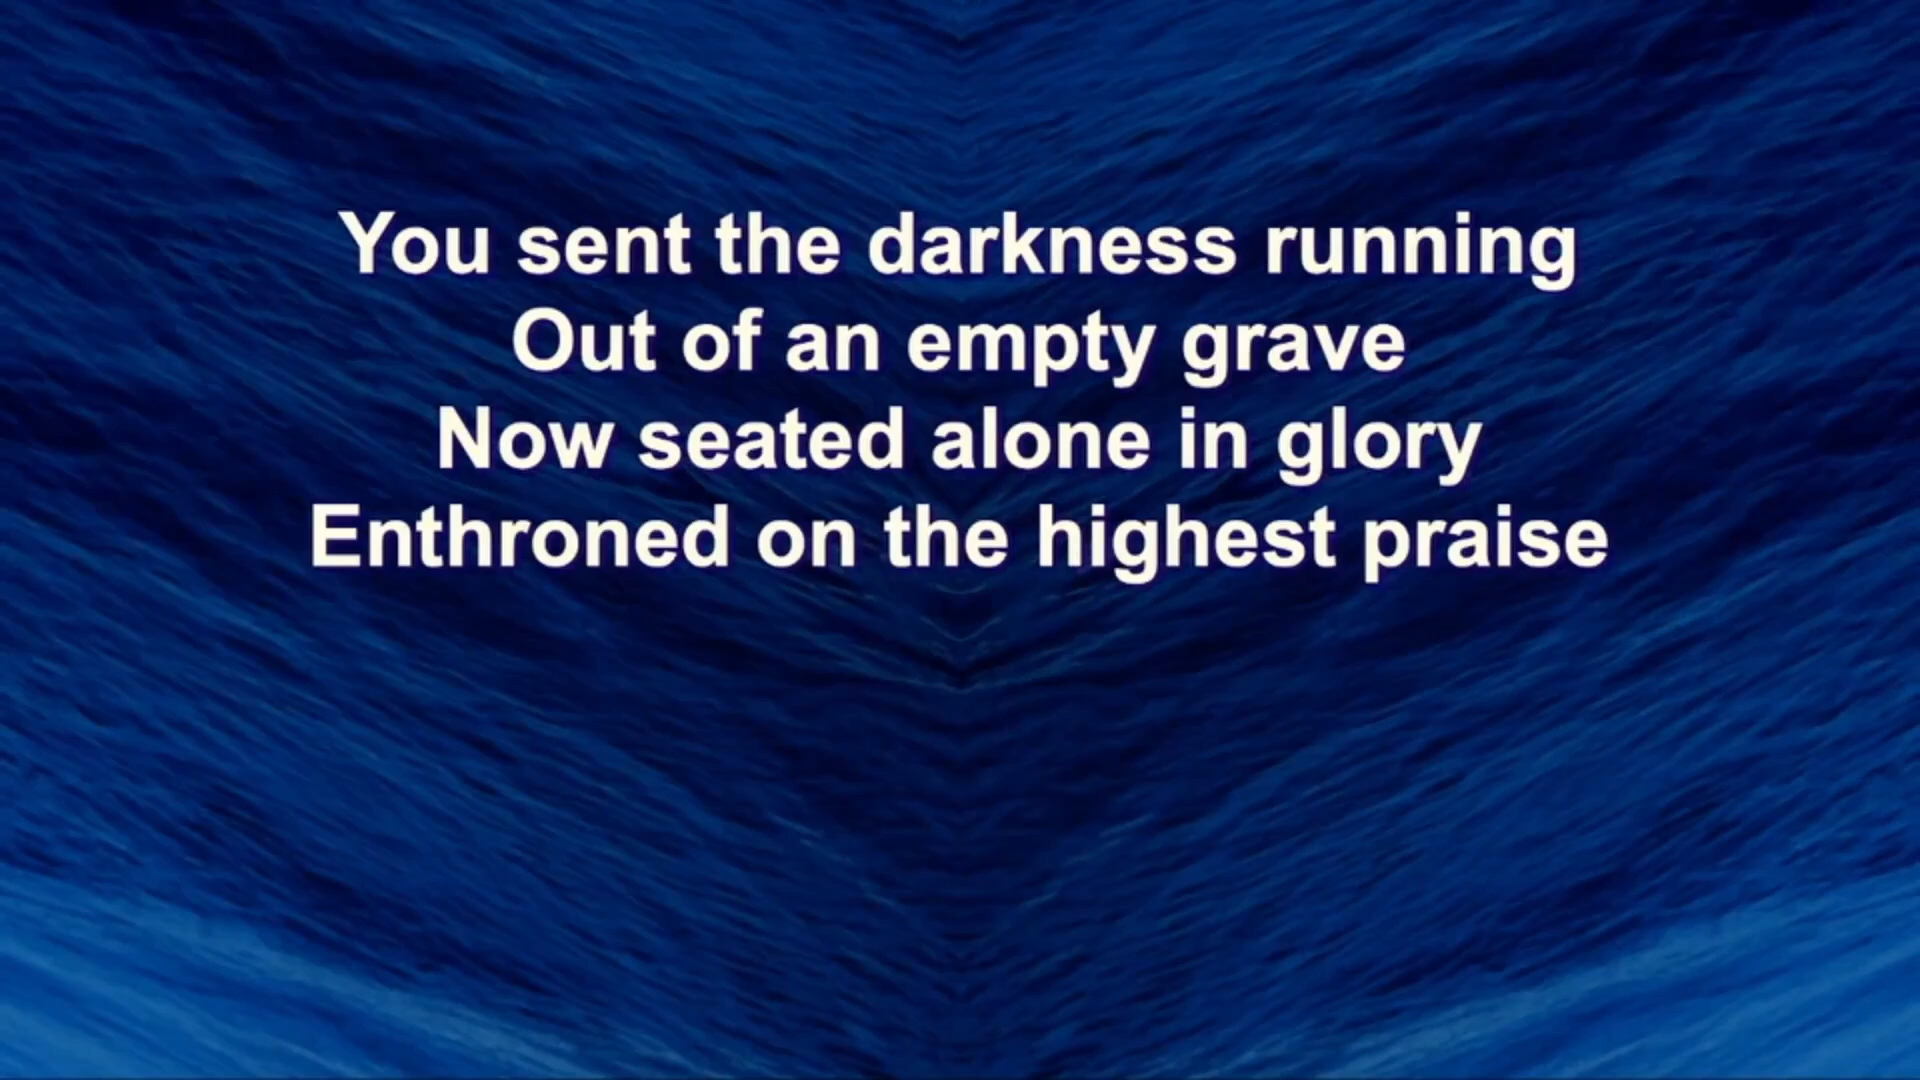 You sent the darkness running
Out of an empty grave
Now seated alone in glory
Enthroned on the highest praise